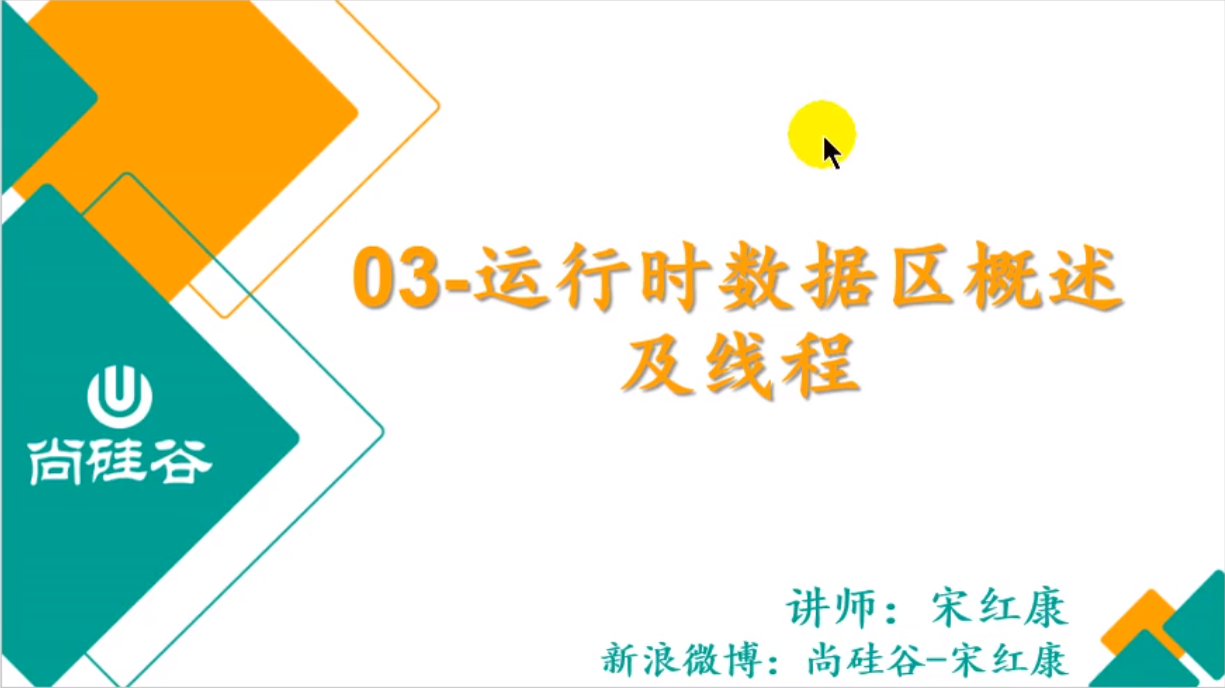 03-运行时数据区概述
及线程
尚硅谷
讲师：宋红康
新浪微博：尚硅谷-宋红康